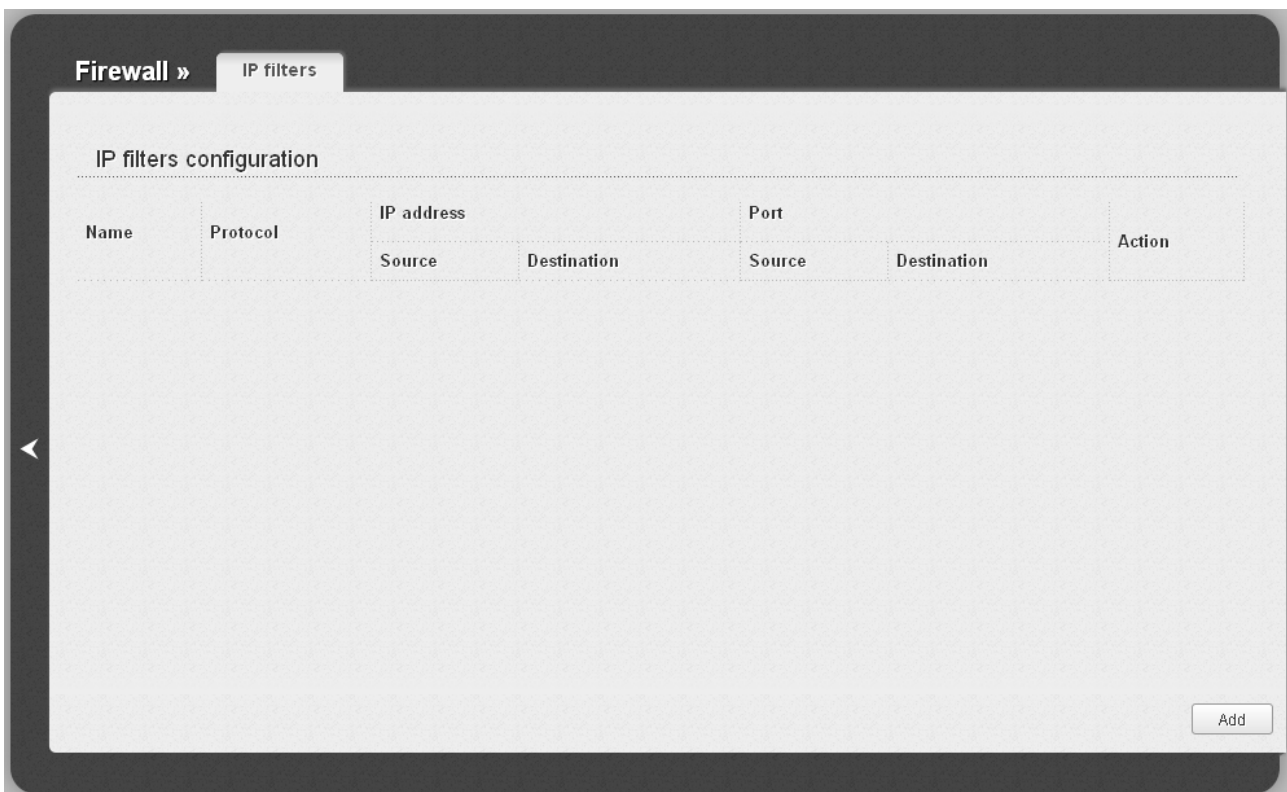 Firewall » IP filters
IP filters configuration
Name Protocol IP address Port Action
Source Destination Source Destination
Add